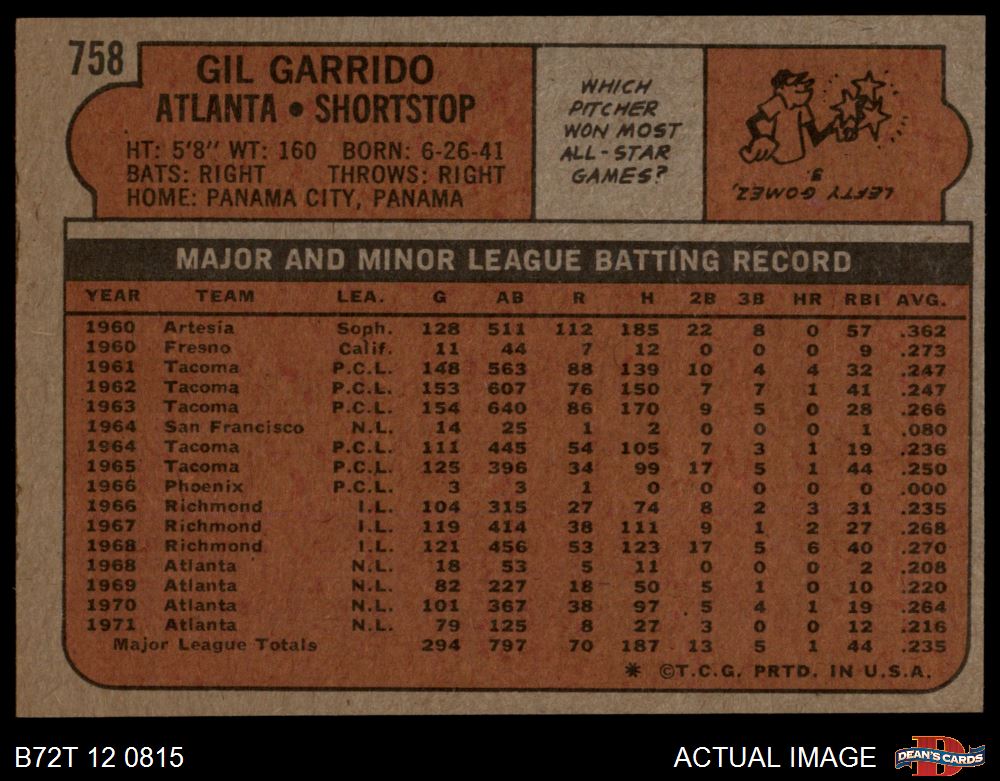 758
GIL GARRIDO
ATLANTA • SHORTSTOP
HT: 5'8" WT: 160 BORN: 6-26-41
BATS: RIGHT THROWS: RIGHT
HOME: PANAMA CITY, PANAMA
WHICH
PITCHER
WON MOST
ALL-STAR
GAMES?
LEFTY GOMEZ,
3.
MAJOR AND MINOR LEAGUE BATTING RECORD
YEAR TEAM LEA. G AB R H 2B 3B HR RBI AVG.
1960 Artesia Soph. 128 511 112 185 22 8 0 57 .362
1960 Fresno Calif. 11 44 7 12 0 0 0 9 .273
1961 Tacoma P.C.L. 148 563 88 139 10 4 4 32 .247
1962 Tacoma P.C.L. 153 607 76 150 7 7 1 41 .247
1963 Tacoma P.C.L. 154 640 86 170 9 5 0 28 .266
1964 San Francisco N.L. 14 25 1 2 0 0 0 1 .080
1964 Tacoma P.C.L. 111 445 54 105 7 3 1 19 .236
1965 Tacoma P.C.L. 125 396 34 99 17 5 1 44 .250
1966 Phoenix P.C.L. 3 3 1 0 0 0 0 0 .000
1966 Richmond I.L. 104 315 27 74 8 2 3 31 .235
1967 Richmond I.L. 119 414 38 111 9 1 2 27 .268
1968 Richmond I.L. 121 456 53 123 17 5 6 40 .270
1968 Atlanta N.L. 18 53 5 11 0 0 0 2 .208
1969 Atlanta N.L. 82 227 18 50 5 1 0 10 .220
1970 Atlanta N.L. 101 367 38 97 5 4 1 19 .264
1971 Atlanta N.L. 79 125 8 27 3 0 0 12 .216
Major League Totals 294 797 70 187 13 5 1 44 .235
* ©T.C.G. PRTD. IN U.S.A.
B72T 12 0815
ACTUAL IMAGE
D
DEAN'S CARDS